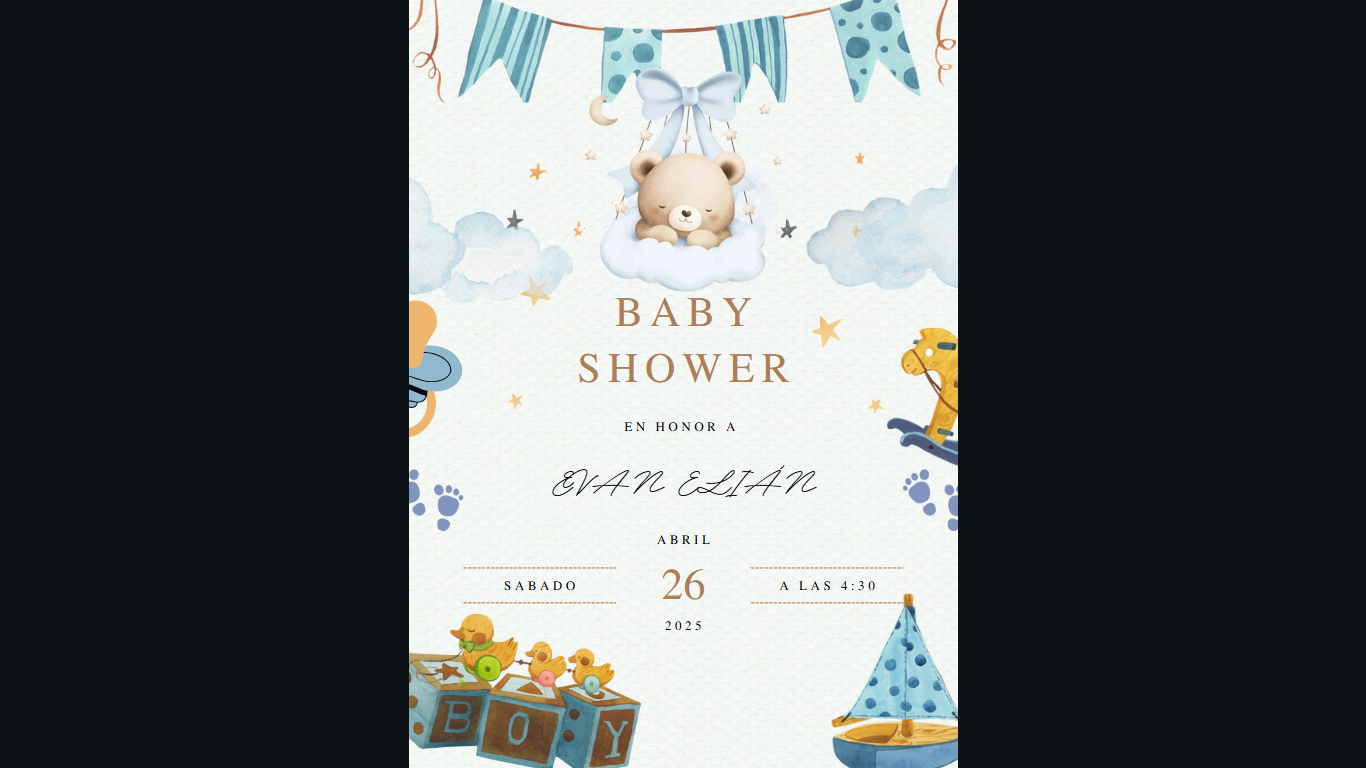 BABY
SHOWER
EN HONOR A
EVAN ELIÁN
ABRIL
SABADO
26
A LAS 4:30
2025
BOY